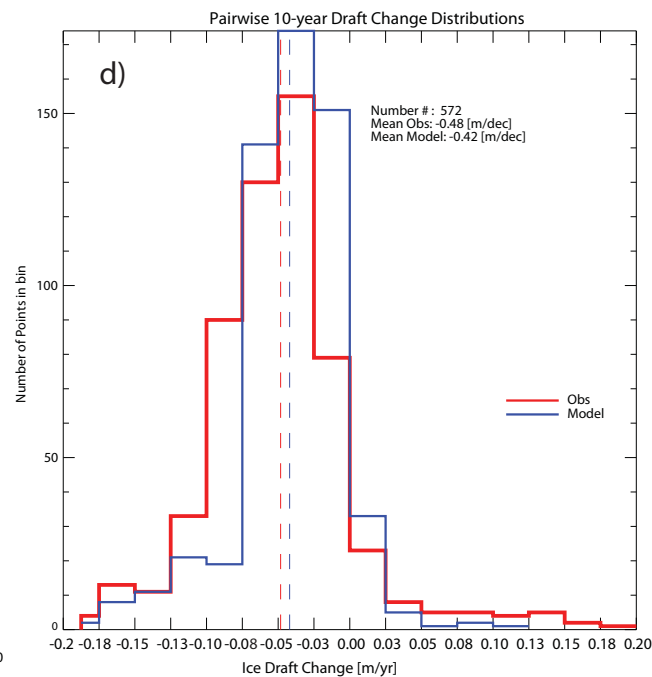 Pairwise 10-year Draft Change Distributions
d)
Number # : 572
Mean Obs: -0.48 [m/dec]
Mean Model: -0.42 [m/dec]
150
100
50
0
Number of Points in bin
Obs
Model
-0.2 -0.18 -0.15 -0.13 -0.10 -0.08 -0.05 -0.03 0.00 0.03 0.05 0.08 0.10 0.13 0.15 0.18 0.20
Ice Draft Change [m/yr]
0